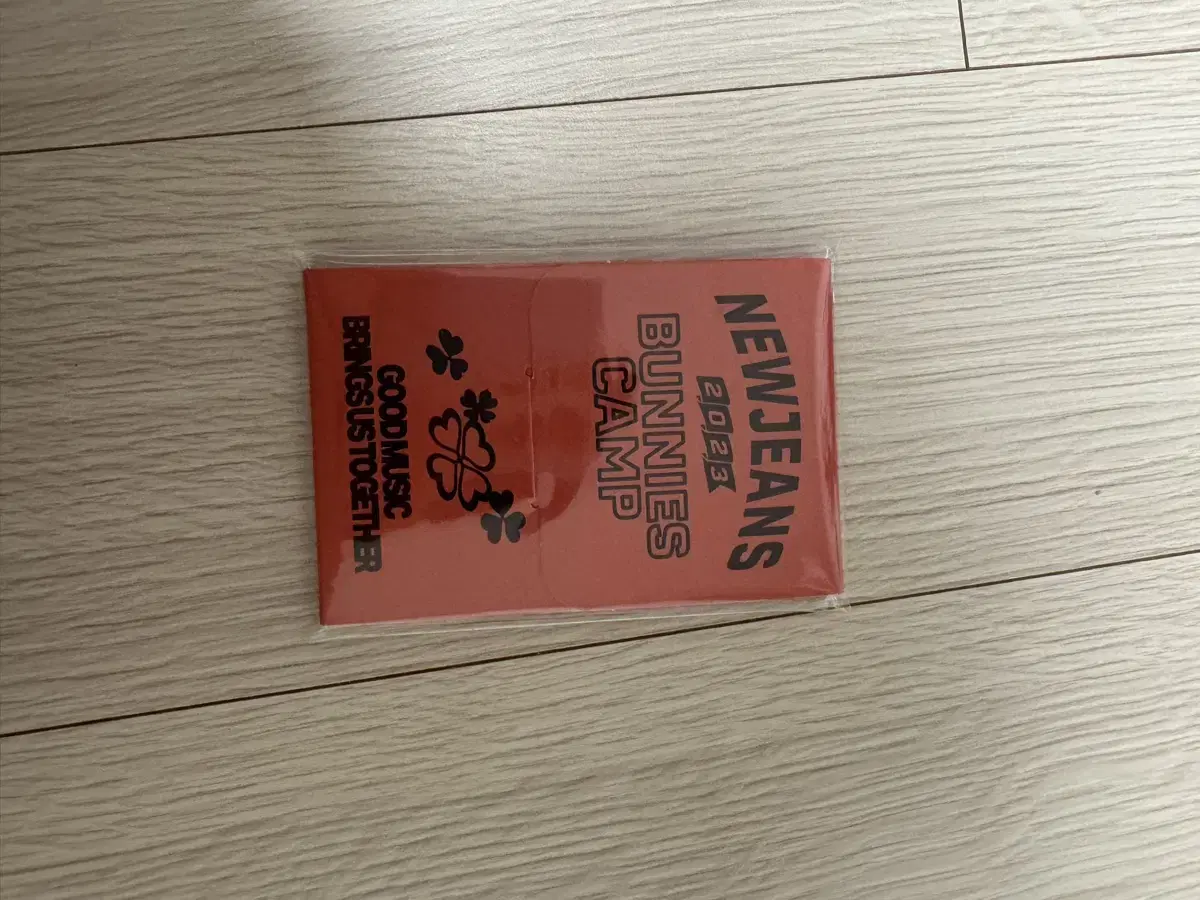 NEWJEANS
2023
BUNNIES
CAMP
GOOD MUSIC
BRINGS US TOGETHER